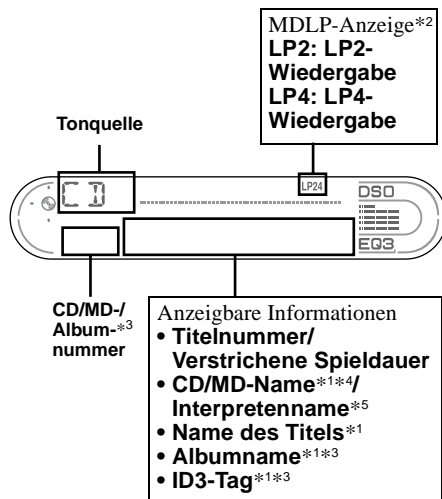 MDLP-Anzeige*2
LP2: LP2-
Wiedergabe
LP4: LP4-
Wiedergabe
Tonquelle
CD
LP24
DSO
EQ3
CD/MD-/
Album-*3
nummer
Anzeigbare Informationen
• Titelnummer/
Verstrichene Spieldauer
• CD/MD-Name*1*4/
Interpretenname*5
• Name des Titels*1
• Albumname*1*3
• ID3-Tag*1*3